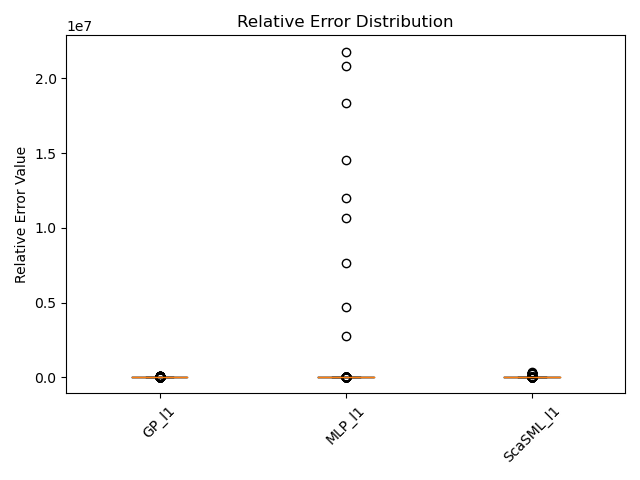 Relative Error Distribution
1e7
Relative Error Value
2.0
1.5
1.0
0.5
0.0
GP_l1
MLP_l1
ScaSML_l1